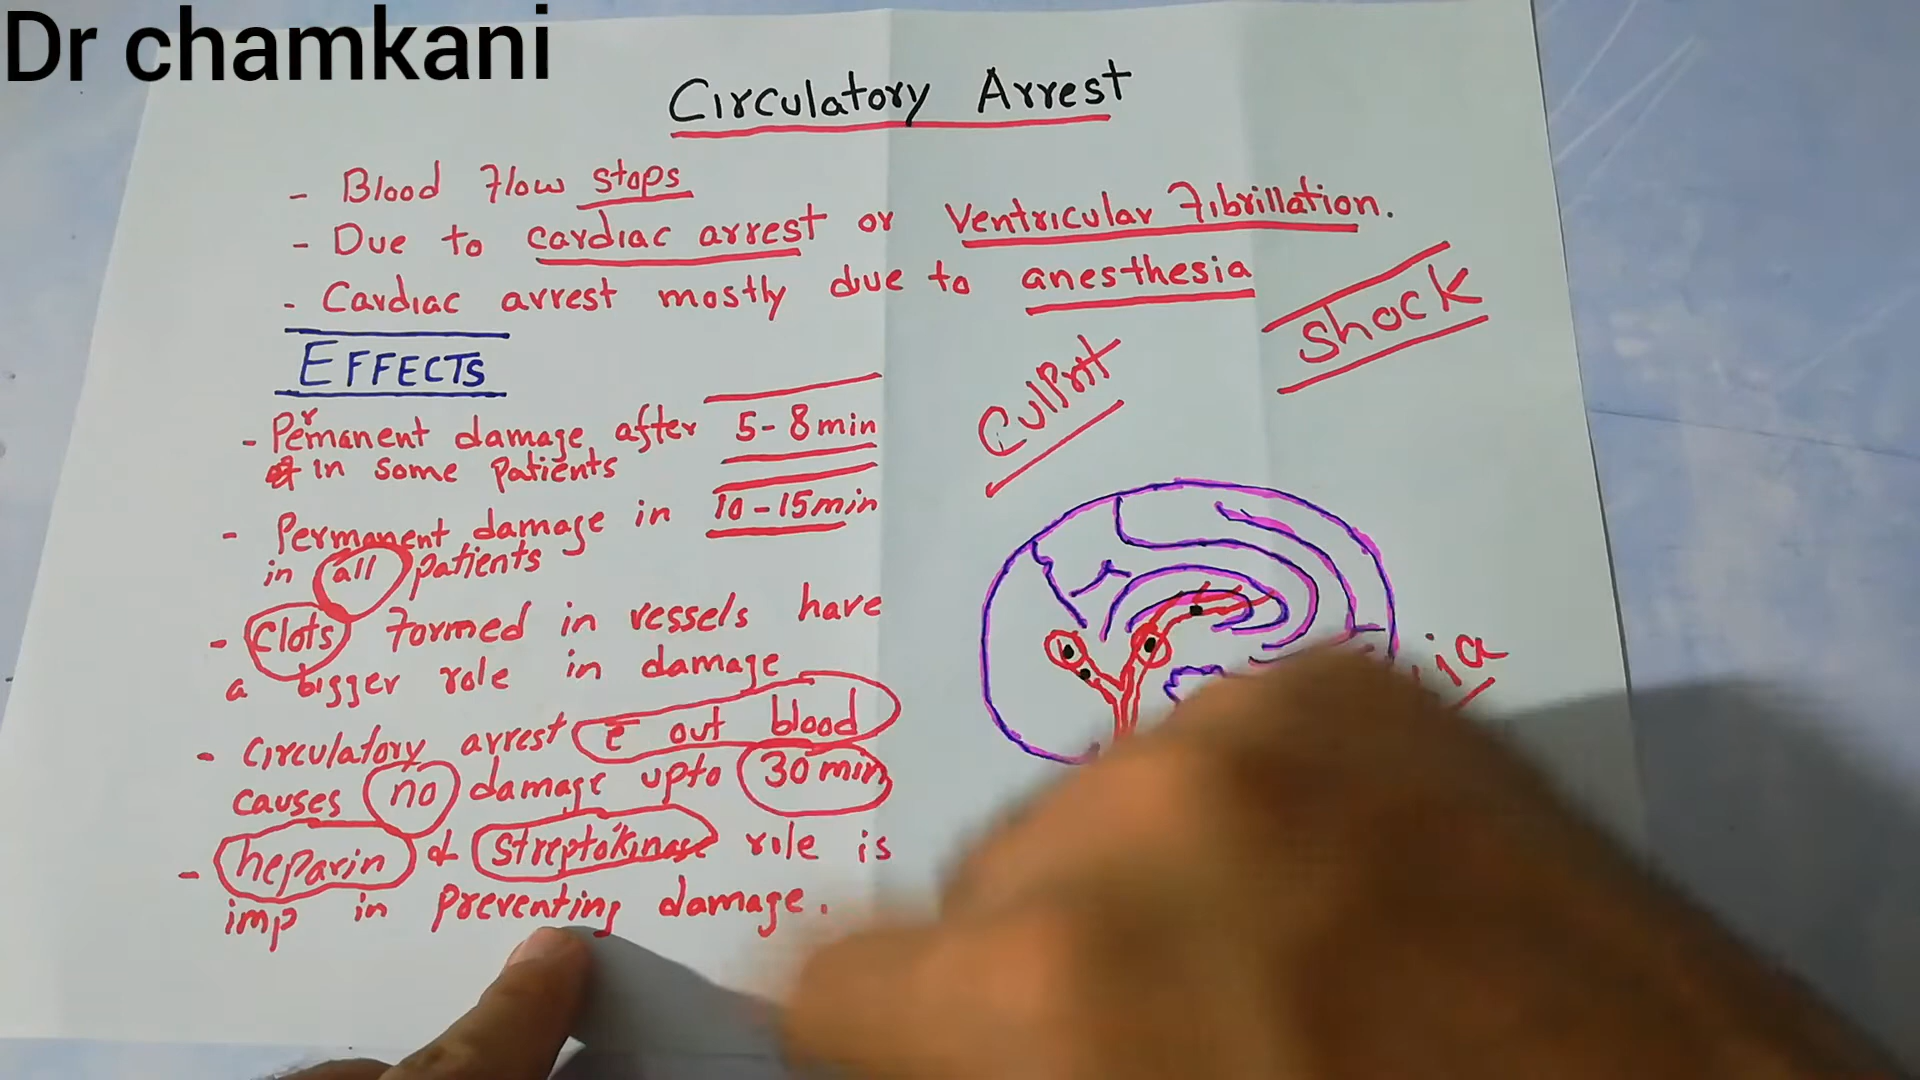 Dr chamkani
Circulatory Arrest
- Blood Flow stops
- Due to cardiac arrest or Ventricular Fibrillation.
- Cardiac arrest mostly due to anesthesia
Shock
Culprit
EFFECTS
- Permanent damage after 5-8 min
in some patients
- Permanent damage in 10-15 min
in all patients
- Clots formed in vessels have
a bigger role in damage
- Circulatory arrest c̄ out blood
causes no damage upto 30 min
- heparin & streptokinase role is
imp in preventing damage.